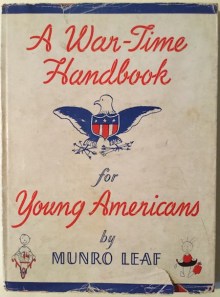 A War-Time
Handbook
for
Young Americans
by
MUNRO LEAF